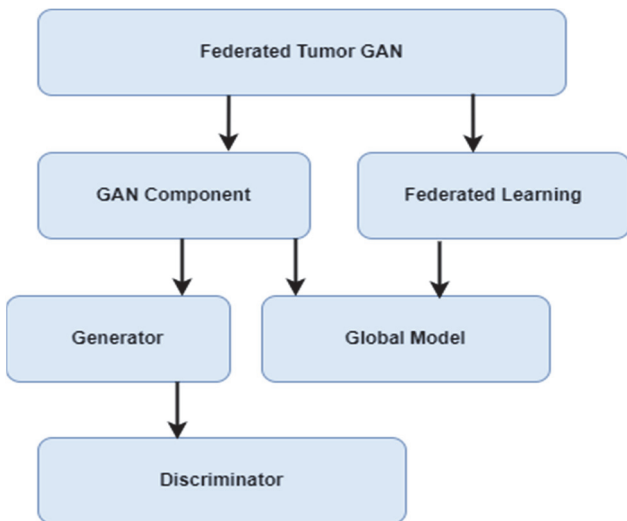 Federated Tumor GAN
GAN Component
Federated Learning
Generator
Global Model
Discriminator